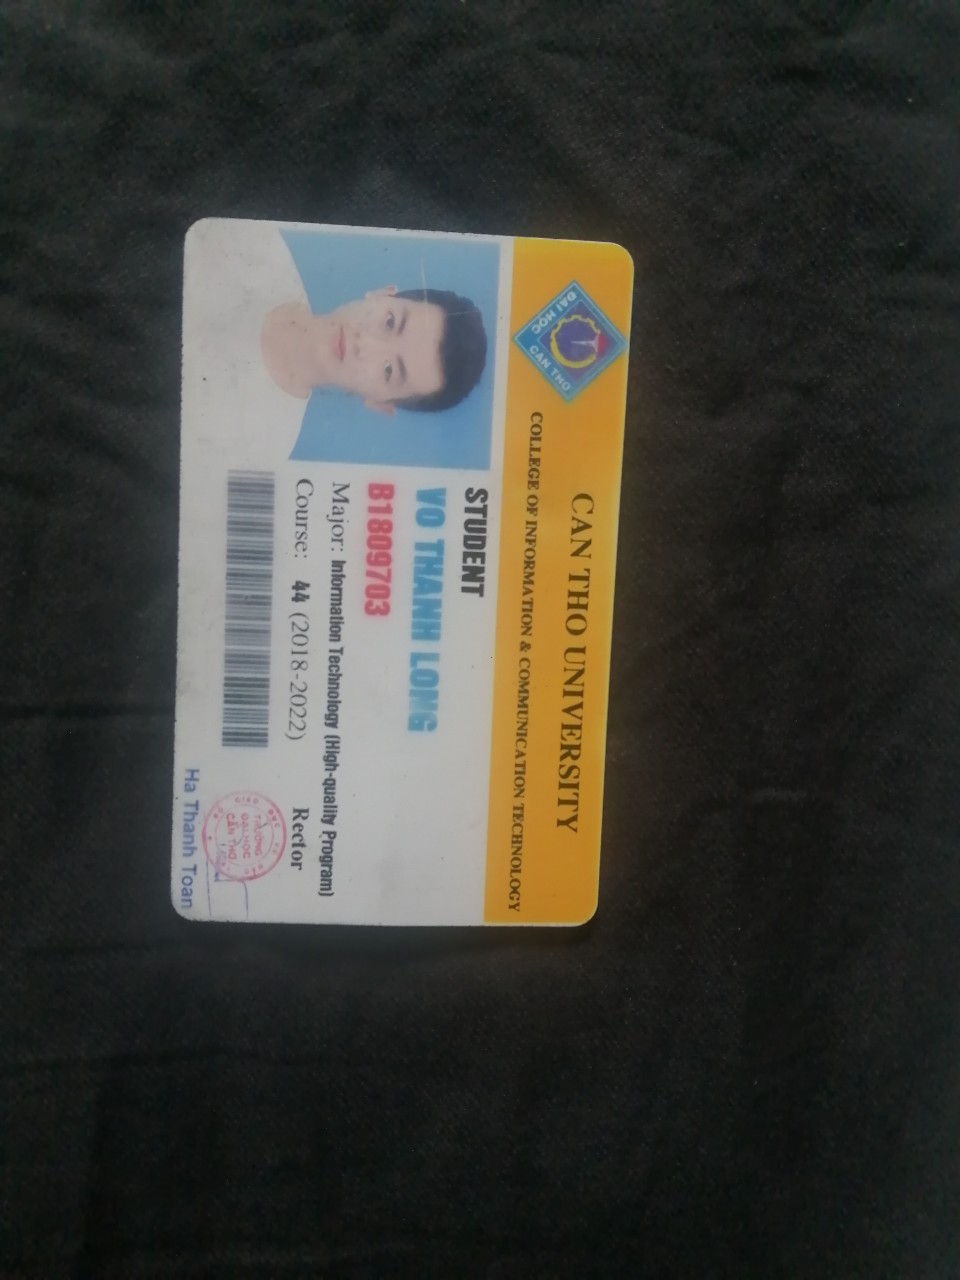 CAN THO UNIVERSITY
COLLEGE OF INFORMATION & COMMUNICATION TECHNOLOGY
ĐẠI HỌC
CẦN THƠ
STUDENT
VO THANH LONG
B1809703
Major: Information Technology (High-quality Program)
Course: 44 (2018-2022)
Rector
TRƯỜNG
ĐẠI HỌC
CẦN THƠ
Ha Thanh Toan